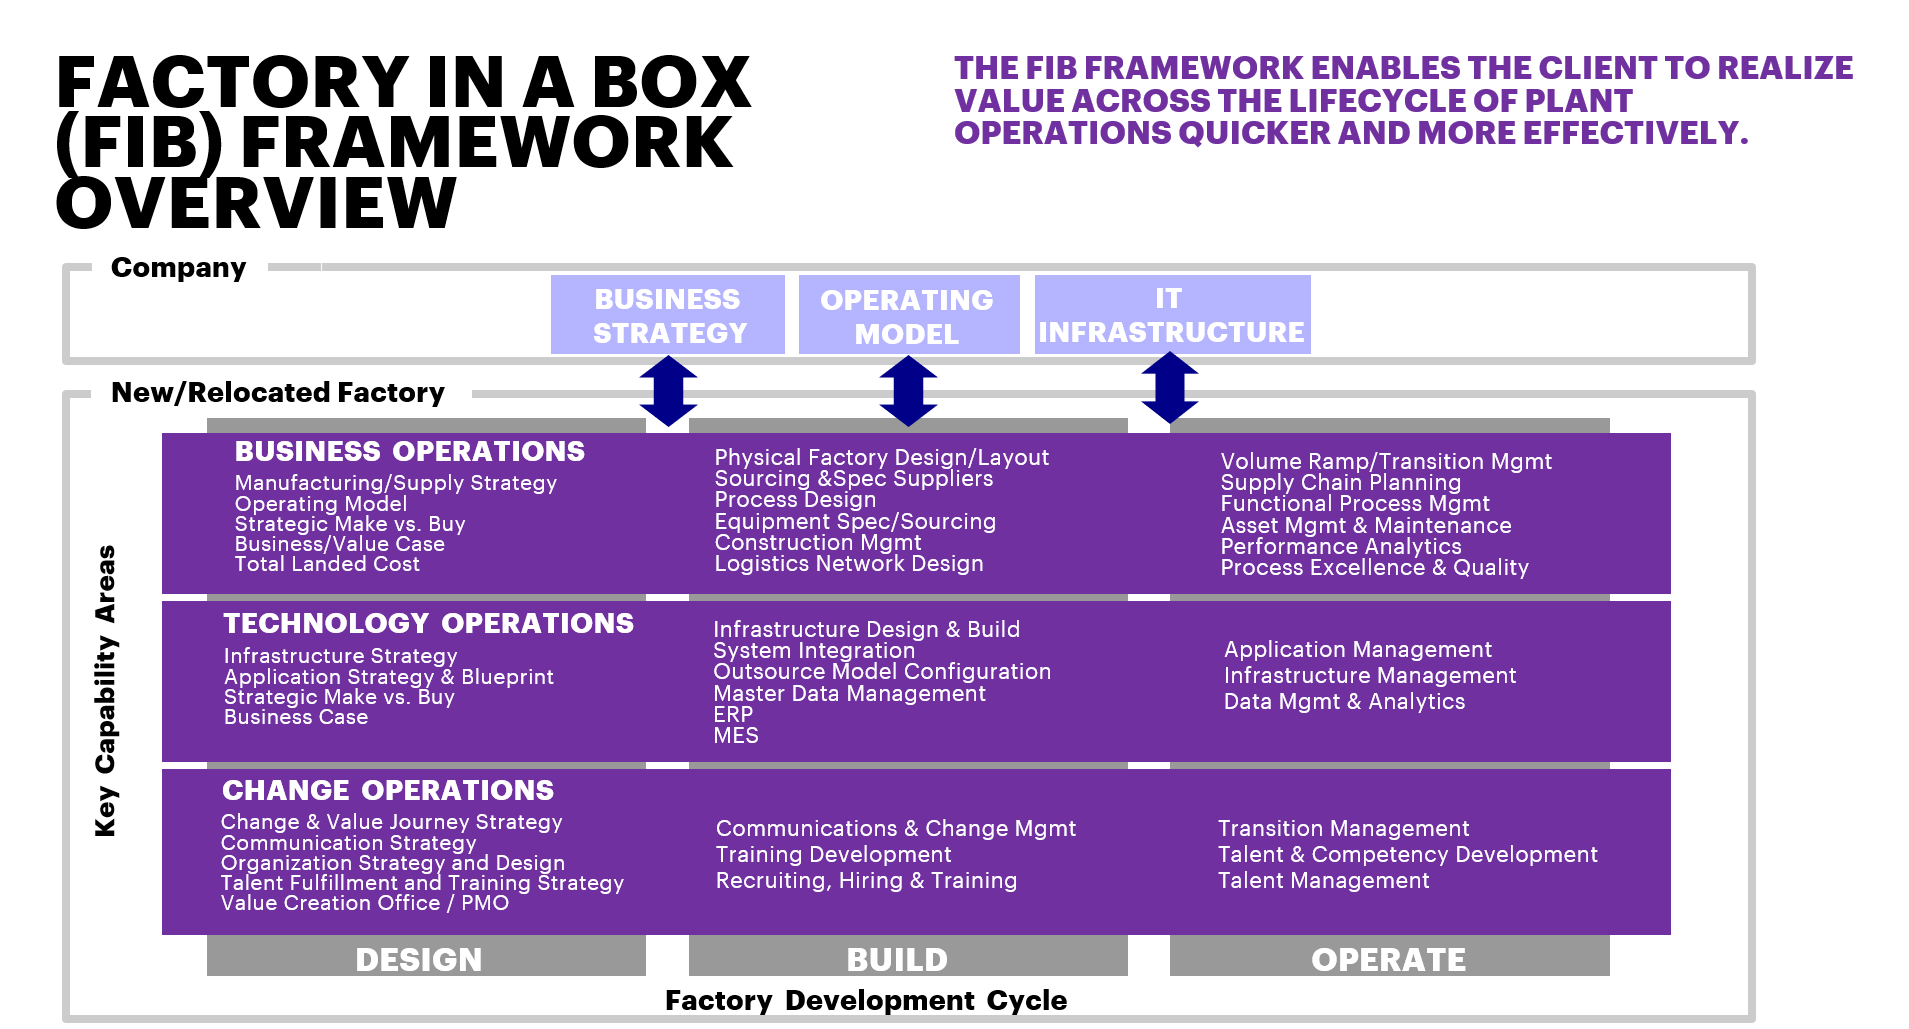 FACTORY IN A BOX
(FIB) FRAMEWORK
OVERVIEW
THE FIB FRAMEWORK ENABLES THE CLIENT TO REALIZE
VALUE ACROSS THE LIFECYCLE OF PLANT
OPERATIONS QUICKER AND MORE EFFECTIVELY.
Company
BUSINESS
STRATEGY
OPERATING
MODEL
IT
INFRASTRUCTURE
New/Relocated Factory
Key Capability Areas
BUSINESS OPERATIONS
Manufacturing/Supply Strategy
Operating Model
Strategic Make vs. Buy
Business/Value Case
Total Landed Cost
Physical Factory Design/Layout
Sourcing &Spec Suppliers
Process Design
Equipment Spec/Sourcing
Construction Mgmt
Logistics Network Design
Volume Ramp/Transition Mgmt
Supply Chain Planning
Functional Process Mgmt
Asset Mgmt & Maintenance
Performance Analytics
Process Excellence & Quality
TECHNOLOGY OPERATIONS
Infrastructure Strategy
Application Strategy & Blueprint
Strategic Make vs. Buy
Business Case
Infrastructure Design & Build
System Integration
Outsource Model Configuration
Master Data Management
ERP
MES
Application Management
Infrastructure Management
Data Mgmt & Analytics
CHANGE OPERATIONS
Change & Value Journey Strategy
Communication Strategy
Organization Strategy and Design
Talent Fulfillment and Training Strategy
Value Creation Office / PMO
Communications & Change Mgmt
Training Development
Recruiting, Hiring & Training
Transition Management
Talent & Competency Development
Talent Management
DESIGN
BUILD
OPERATE
Factory Development Cycle